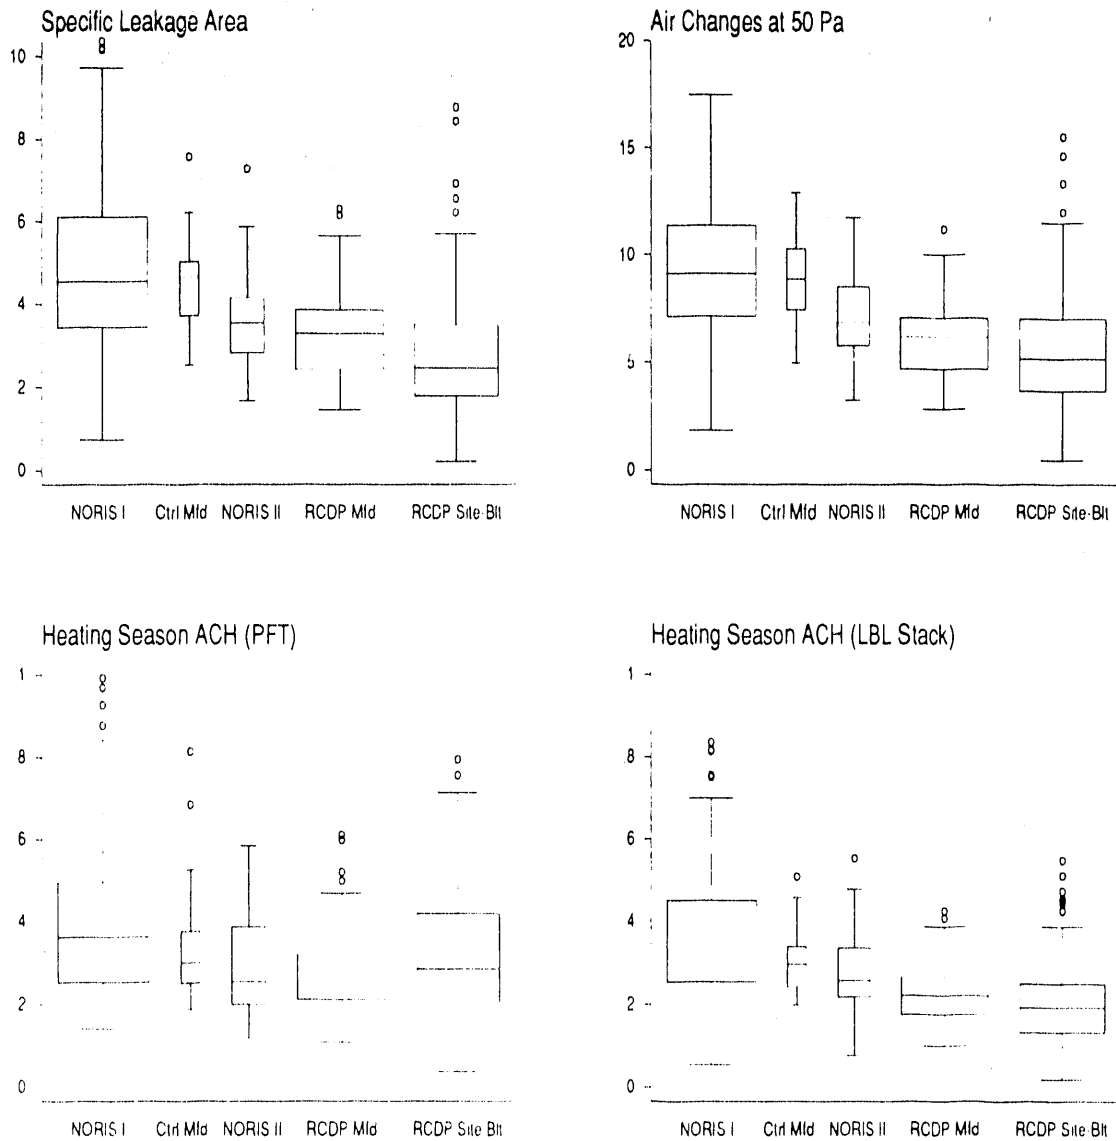 Specific Leakage Area
10
8
6
4
2
0
NORIS I Ctrl Mfd NORIS II RCDP Mfd RCDP Site-Blt
Air Changes at 50 Pa
20
15
10
5
0
NORIS I Ctrl Mfd NORIS II RCDP Mfd RCDP Site-Blt
Heating Season ACH (PFT)
1
8
6
4
2
0
NORIS I Ctrl Mfd NORIS II RCDP Mfd RCDP Site Blt
Heating Season ACH (LBL Stack)
1
8
6
4
2
0
NORIS I Ctrl Mfd NORIS II RCDP Mfd RCDP Site-Blt